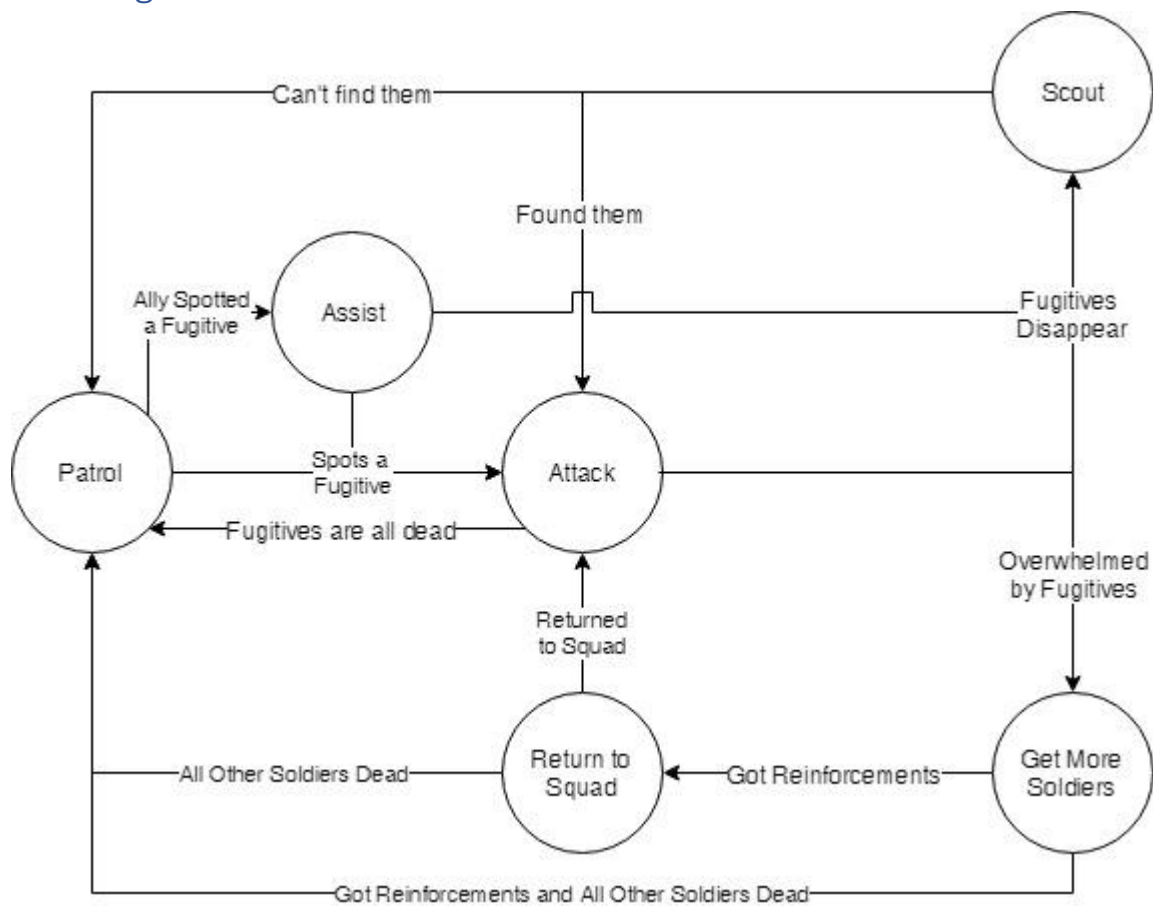 Can't find them
Scout
Found them
Ally Spotted
a Fugitive
Assist
Fugitives
Disappear
Patrol
Spots a
Fugitive
Attack
Fugitives are all dead
Overwhelmed
by Fugitives
Returned
to Squad
All Other Soldiers Dead
Return to
Squad
Got Reinforcements
Get More
Soldiers
Got Reinforcements and All Other Soldiers Dead